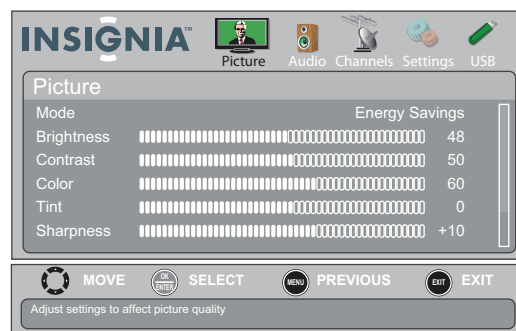 INSIGNIA™
Picture Audio Channels Settings USB
Picture
Mode Energy Savings
Brightness 48
Contrast 50
Color 60
Tint 0
Sharpness +10
MOVE OK ENTER SELECT MENU PREVIOUS EXIT EXIT
Adjust settings to affect picture quality